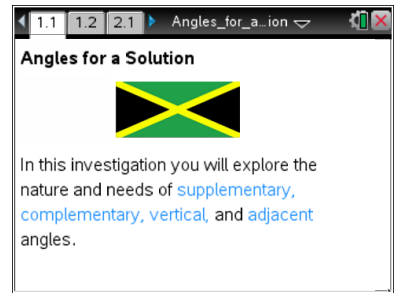 1.1 1.2 2.1 Angles_for_a…ion
Angles for a Solution
In this investigation you will explore the
nature and needs of supplementary,
complementary, vertical, and adjacent
angles.